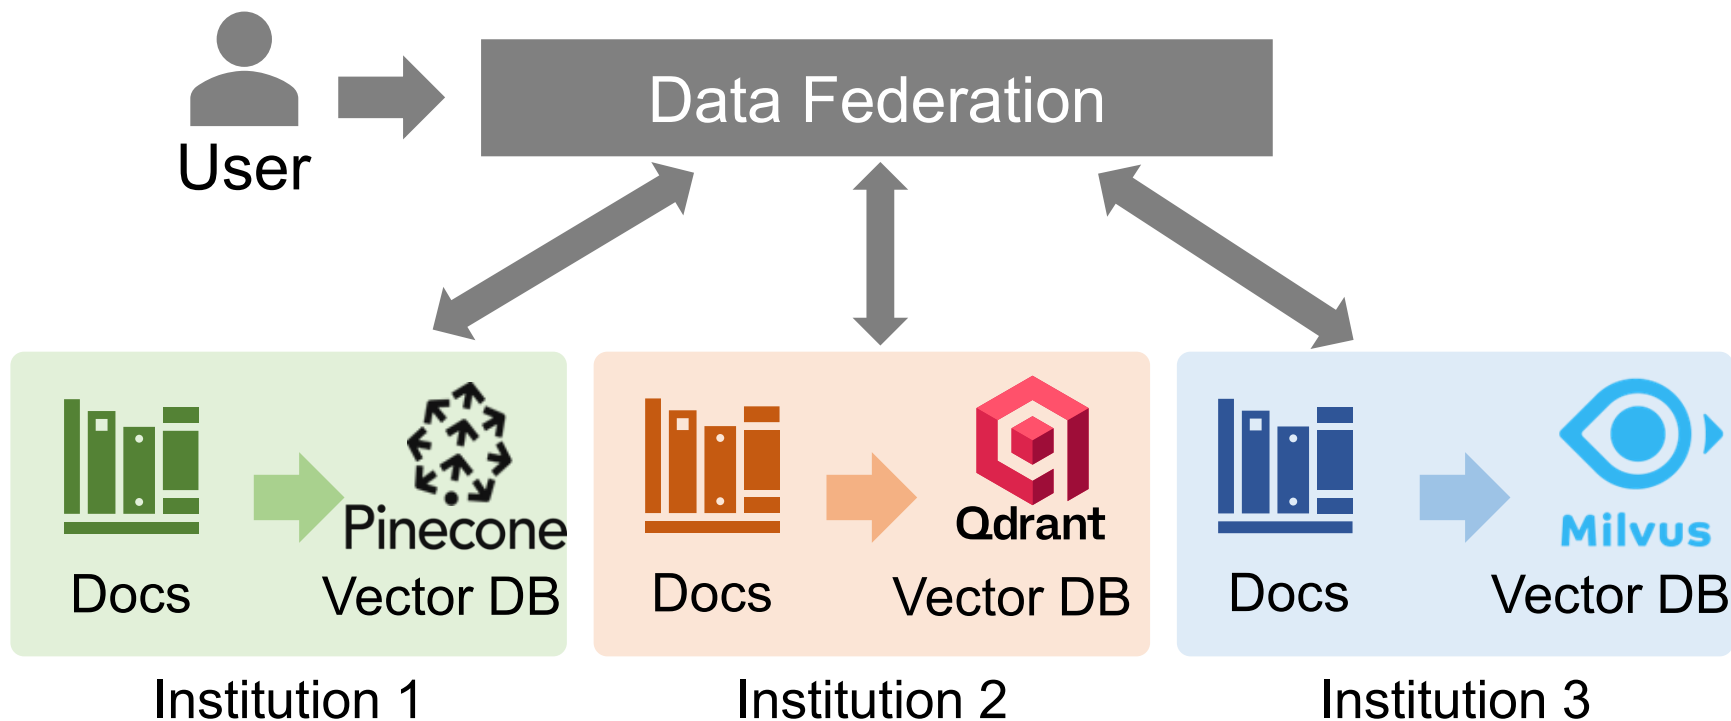 Data Federation
User
Pinecone
Docs
Vector DB
Institution 1
Qdrant
Docs
Vector DB
Institution 2
Milvus
Docs
Vector DB
Institution 3